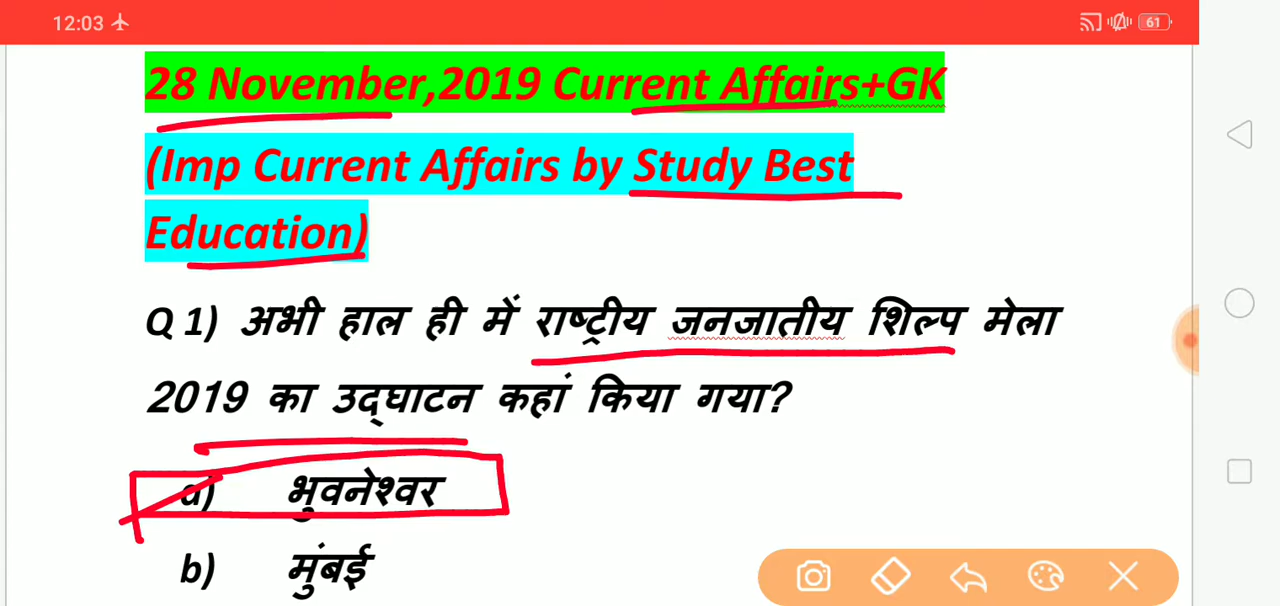 12:03
61
28 November,2019 Current Affairs+GK
(Imp Current Affairs by Study Best
Education)
Q 1) अभी हाल ही में राष्ट्रीय जनजातीय शिल्प मेला
2019 का उद्घाटन कहां किया गया?
a) भुवनेश्वर
b) मुंबई